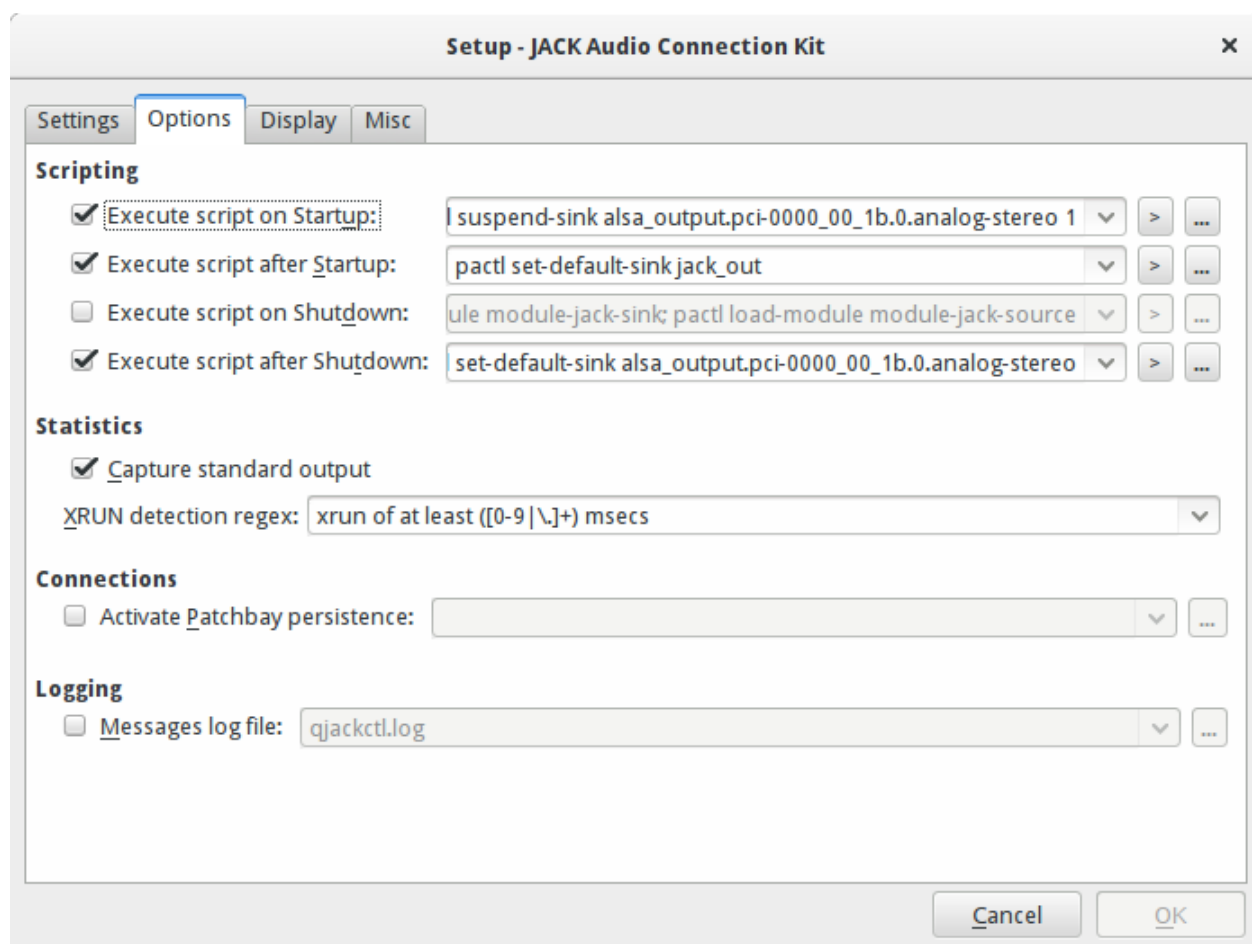 Setup - JACK Audio Connection Kit
Settings Options Display Misc
Scripting
Execute script on Startup: l suspend-sink alsa_output.pci-0000_00_1b.0.analog-stereo 1 > ...
Execute script after Startup: pactl set-default-sink jack_out > ...
Execute script on Shutdown: ule module-jack-sink; pactl load-module module-jack-source > ...
Execute script after Shutdown: set-default-sink alsa_output.pci-0000_00_1b.0.analog-stereo > ...
Statistics
Capture standard output
XRUN detection regex: xrun of at least ([0-9|\.]+) msecs
Connections
Activate Patchbay persistence: ...
Logging
Messages log file: qjackctl.log ...
Cancel OK